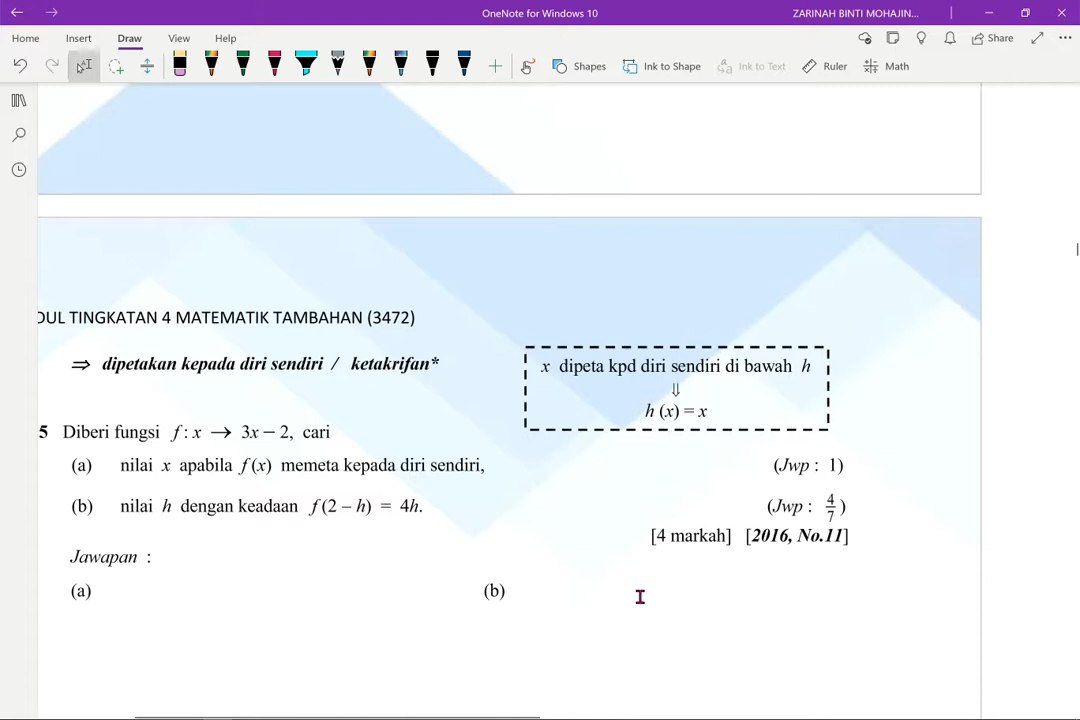 OneNote for Windows 10
ZARINAH BINTI MOHAJIN...
Home Insert Draw View Help
Share
Shapes Ink to Shape Ink to Text Ruler Math
DUL TINGKATAN 4 MATEMATIK TAMBAHAN (3472)
⇒ dipetakan kepada diri sendiri / ketakrifan*
x dipeta kpd diri sendiri di bawah h
⇓
h (x) = x
5 Diberi fungsi f : x → 3x − 2, cari
(a) nilai x apabila f (x) memeta kepada diri sendiri, (Jwp : 1)
(b) nilai h dengan keadaan f (2 – h) = 4h. (Jwp : 4/7)
[4 markah] [2016, No.11]
Jawapan :
(a) (b)